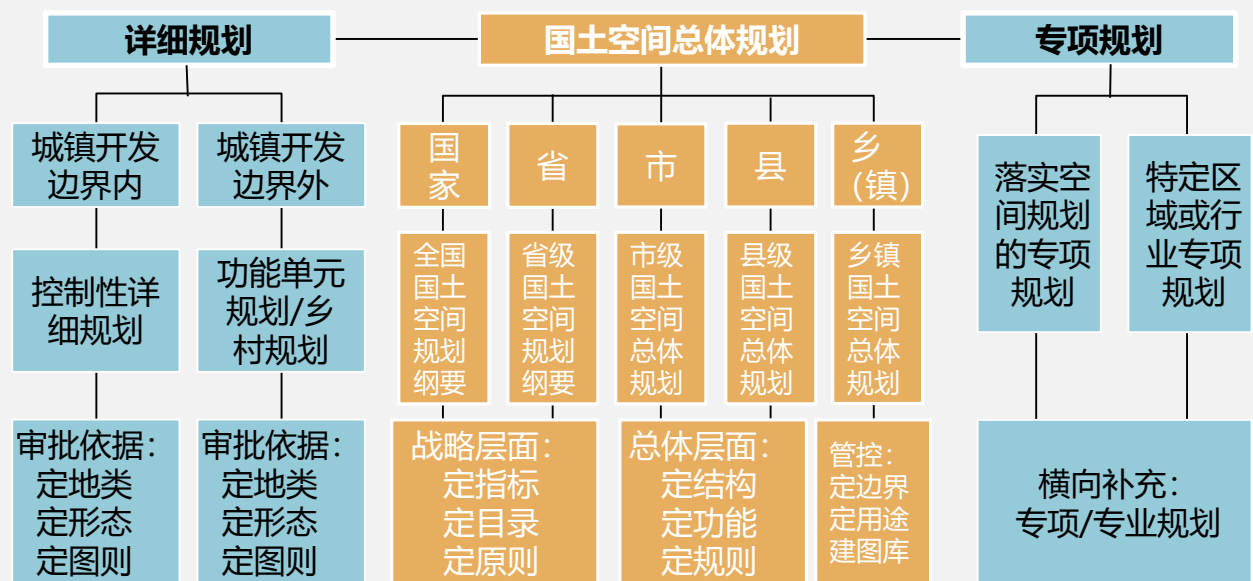 详细规划
国土空间总体规划
专项规划
城镇开发
边界内
城镇开发
边界外
国
家
省
市
县
乡
（镇）
落实空
间规划
的专项
规划
特定区
域或行
业专项
规划
控制性详
细规划
功能单元
规划/乡
村规划
全国
国土
空间
规划
纲要
省级
国土
空间
规划
纲要
市级
国土
空间
总体
规划
县级
国土
空间
总体
规划
乡镇
国土
空间
总体
规划
审批依据：
定地类
定形态
定图则
审批依据：
定地类
定形态
定图则
战略层面：
定指标
定目录
定原则
总体层面：
定结构
定功能
定规则
管控：
定边界
定用途
建图库
横向补充：
专项/专业规划